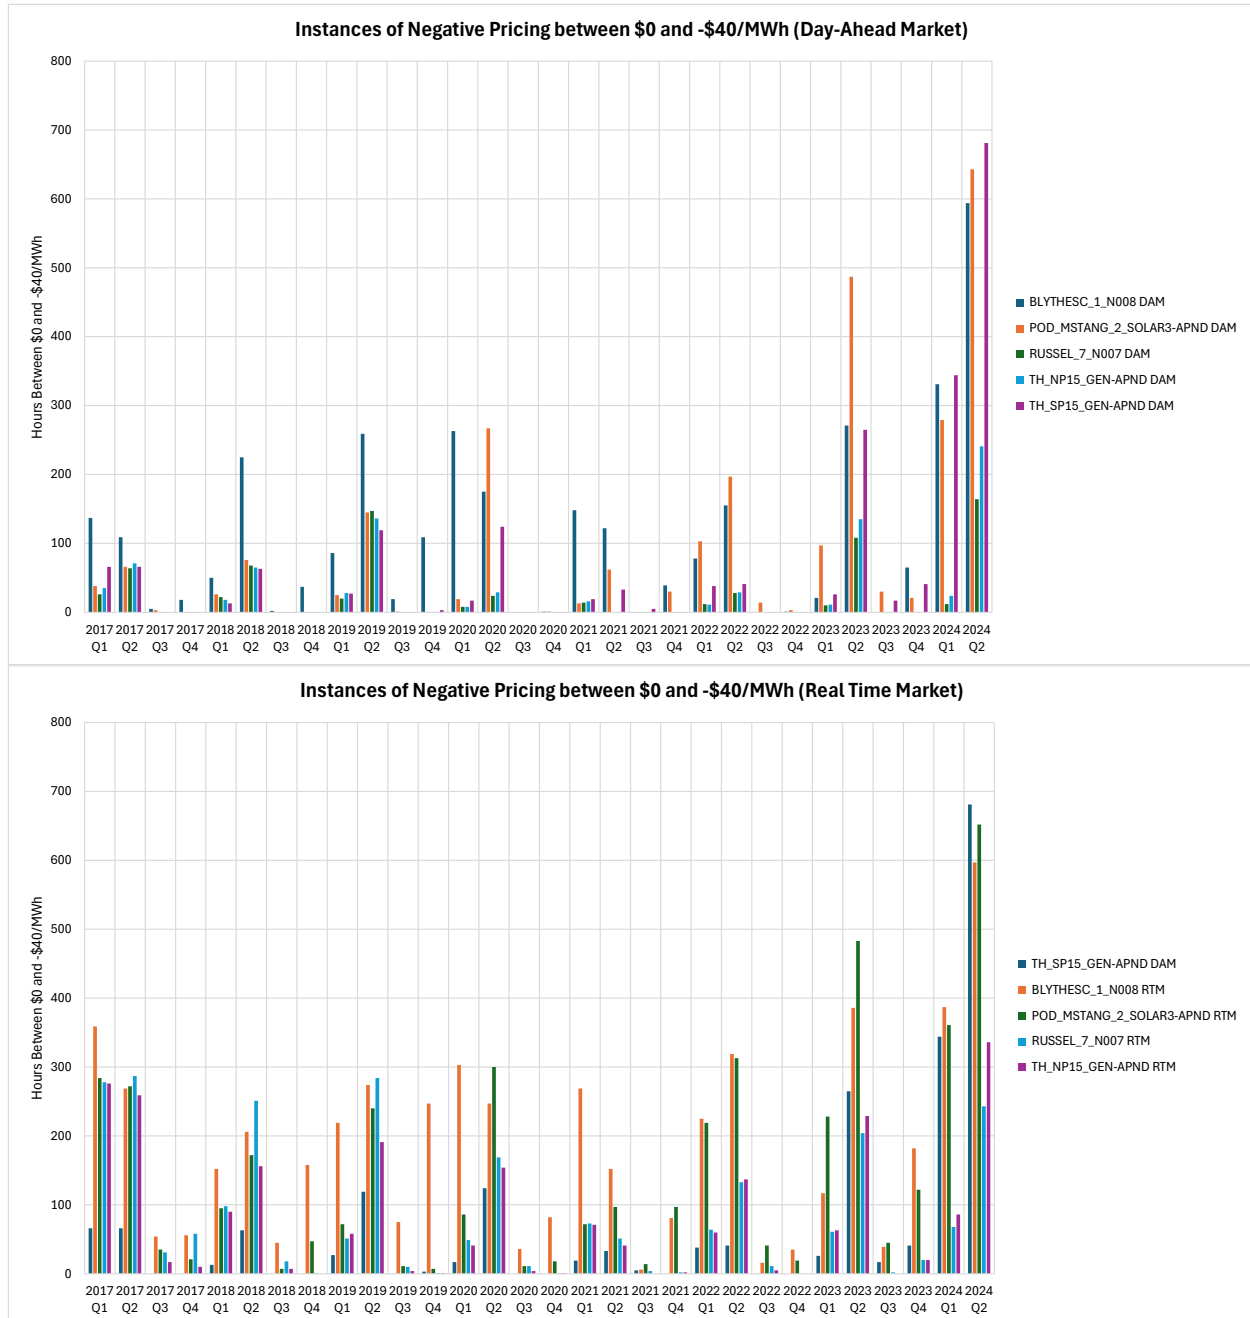 Instances of Negative Pricing between $0 and -$40/MWh (Day-Ahead Market)
Hours Between $0 and -$40/MWh
800
700
600
500
400
300
200
100
0
2017 2017 2017 2017 2018 2018 2018 2018 2019 2019 2019 2019 2020 2020 2020 2020 2021 2021 2021 2021 2022 2022 2022 2022 2023 2023 2023 2023 2024 2024
Q1 Q2 Q3 Q4 Q1 Q2 Q3 Q4 Q1 Q2 Q3 Q4 Q1 Q2 Q3 Q4 Q1 Q2 Q3 Q4 Q1 Q2 Q3 Q4 Q1 Q2 Q3 Q4 Q1 Q2
BLYTHESC_1_N008 DAM
POD_MSTANG_2_SOLAR3-APND DAM
RUSSEL_7_N007 DAM
TH_NP15_GEN-APND DAM
TH_SP15_GEN-APND DAM
Instances of Negative Pricing between $0 and -$40/MWh (Real Time Market)
Hours Between $0 and -$40/MWh
800
700
600
500
400
300
200
100
0
2017 2017 2017 2017 2018 2018 2018 2018 2019 2019 2019 2019 2020 2020 2020 2020 2021 2021 2021 2021 2022 2022 2022 2022 2023 2023 2023 2023 2024 2024
Q1 Q2 Q3 Q4 Q1 Q2 Q3 Q4 Q1 Q2 Q3 Q4 Q1 Q2 Q3 Q4 Q1 Q2 Q3 Q4 Q1 Q2 Q3 Q4 Q1 Q2 Q3 Q4 Q1 Q2
TH_SP15_GEN-APND DAM
BLYTHESC_1_N008 RTM
POD_MSTANG_2_SOLAR3-APND RTM
RUSSEL_7_N007 RTM
TH_NP15_GEN-APND RTM